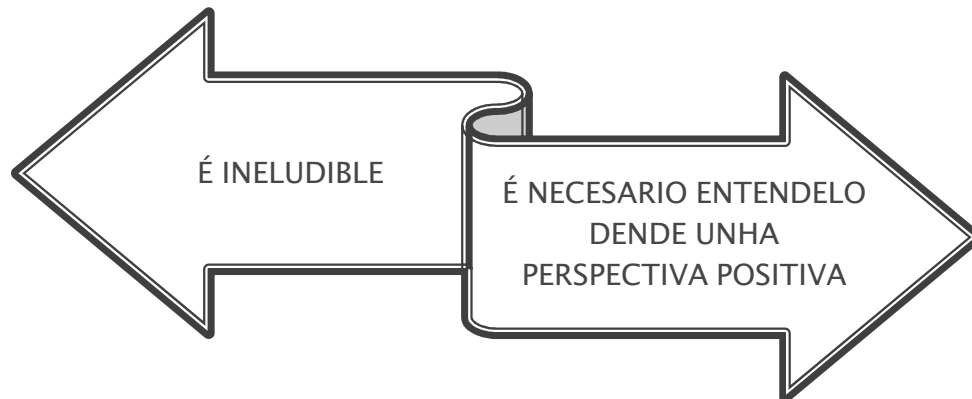 É INELUDIBLE
É NECESARIO ENTENDELO
DENDE UNHA
PERSPECTIVA POSITIVA